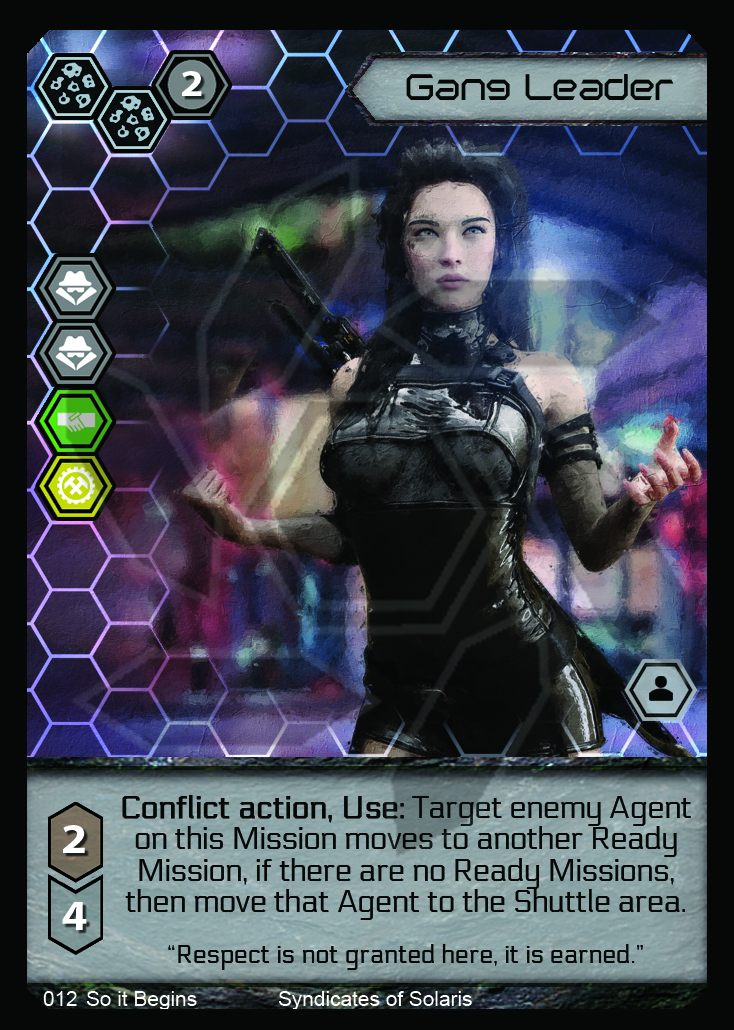 2
Gang Leader
2
4
Conflict action, Use: Target enemy Agent
on this Mission moves to another Ready
Mission, if there are no Ready Missions,
then move that Agent to the Shuttle area.
“Respect is not granted here, it is earned.”
012 So it Begins
Syndicates of Solaris